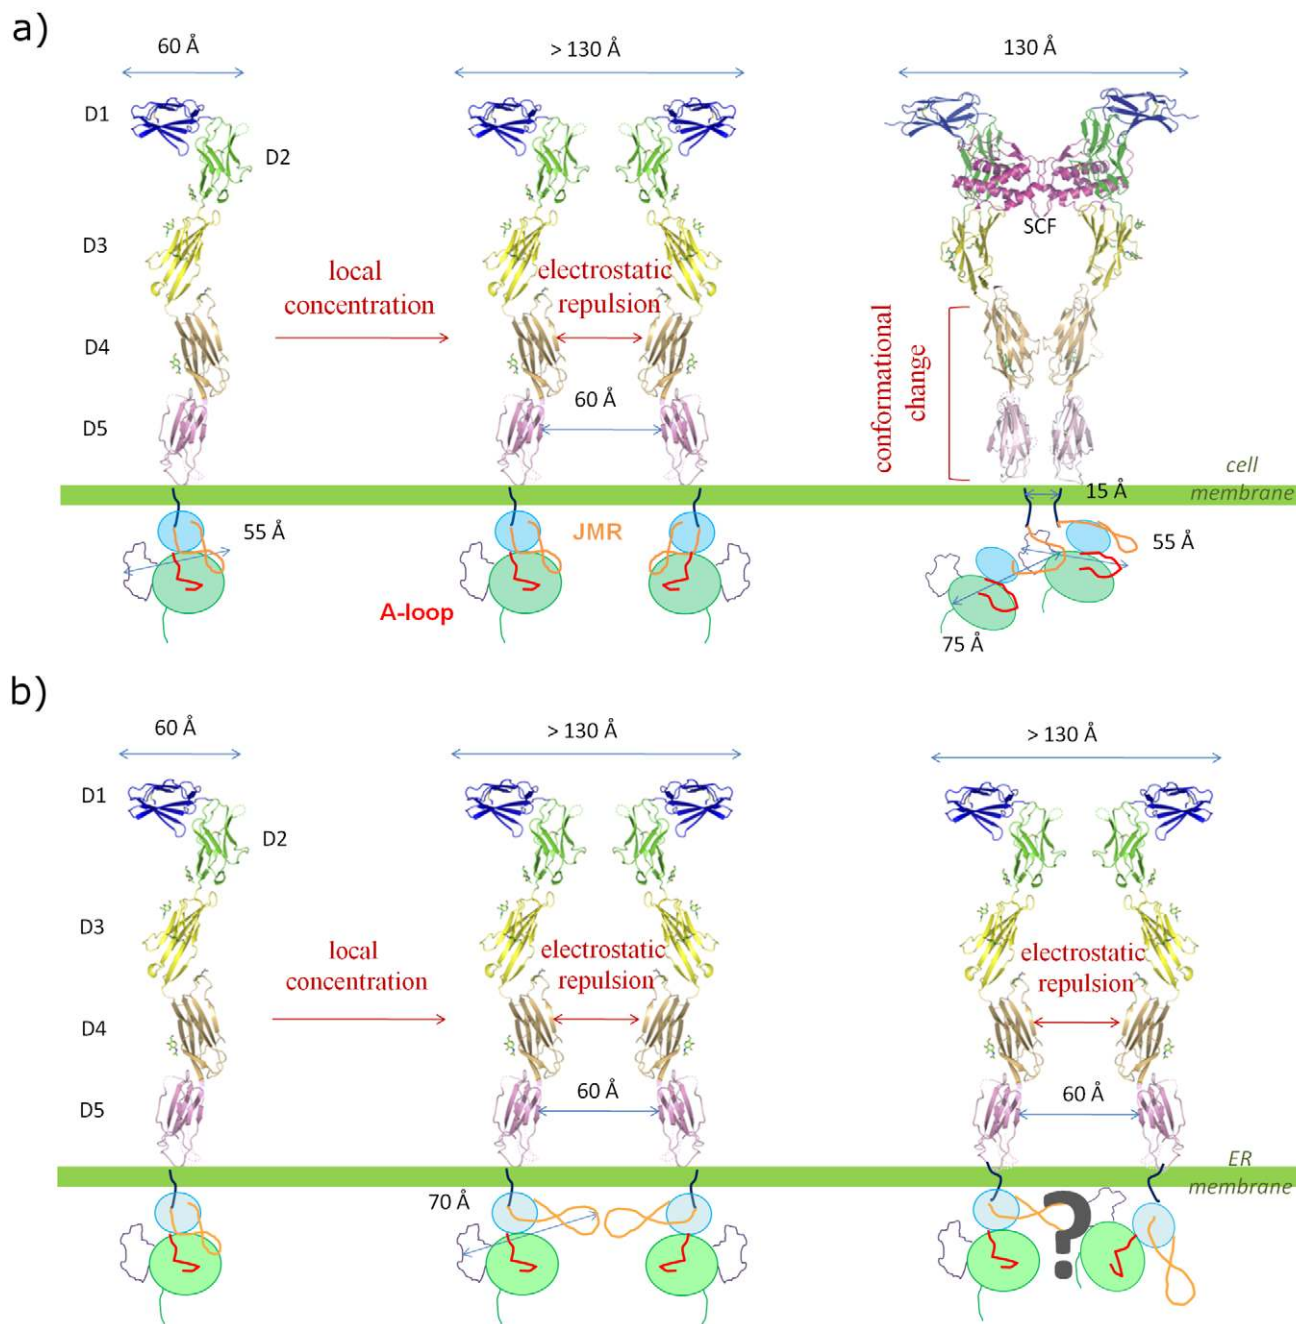 a)
60 Å
> 130 Å
130 Å
D1
D2
D3
D4
D5
local
concentration
electrostatic
repulsion
60 Å
SCF
conformational
change
cell
membrane
15 Å
55 Å
JMR
A-loop
55 Å
75 Å
b)
60 Å
> 130 Å
> 130 Å
D1
D2
D3
D4
D5
local
concentration
electrostatic
repulsion
60 Å
electrostatic
repulsion
60 Å
ER
membrane
70 Å
?